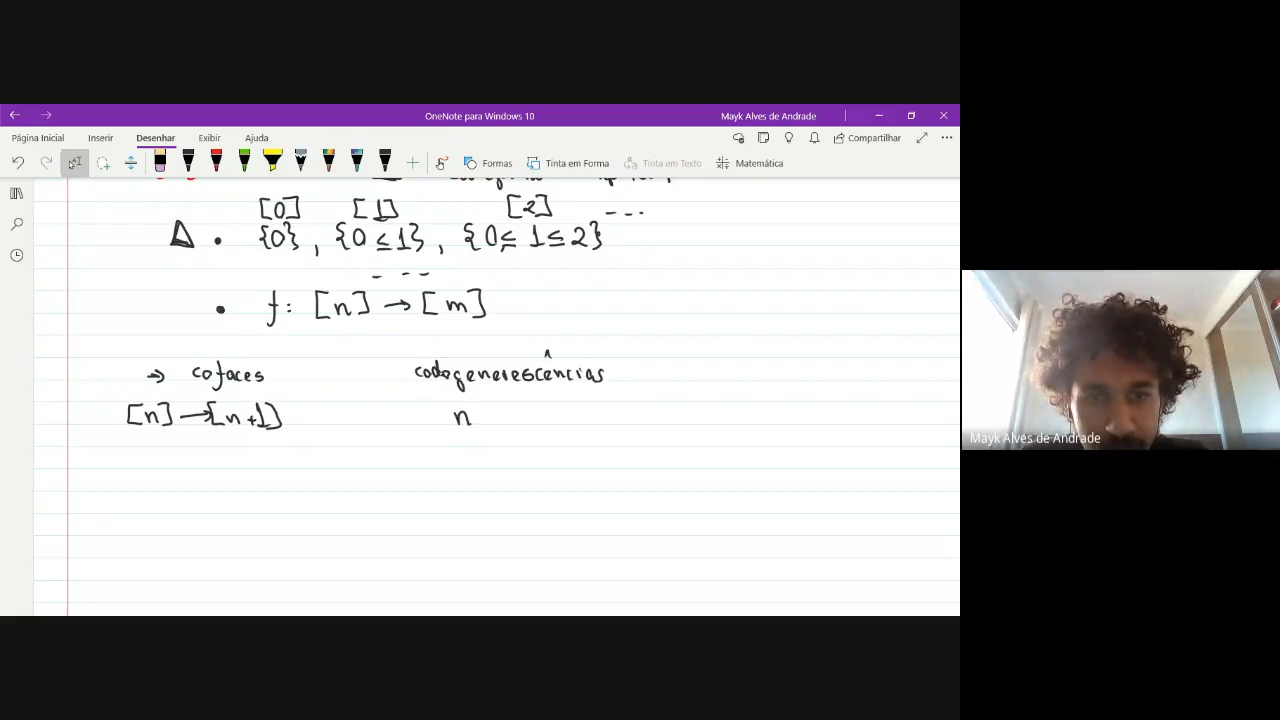 OneNote para Windows 10
Mayk Alves de Andrade
Página Inicial Inserir Desenhar Exibir Ajuda
Compartilhar
Formas Tinta em Forma Tinta em Texto Matemática
[0] [1] [2] ---
Δ • {0} , {0 ≤ 1} , {0 ≤ 1 ≤ 2}
- - -
• f: [n] → [m]
→ cofaces codegenerescências
[n] → [n+1] n
Mayk Alves de Andrade